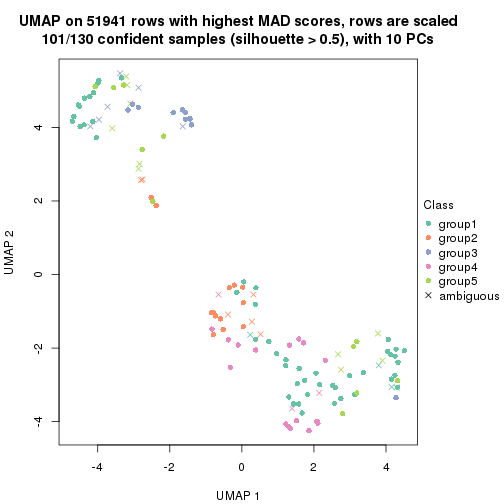 UMAP on 51941 rows with highest MAD scores, rows are scaled
101/130 confident samples (silhouette > 0.5), with 10 PCs
4
2
0
-2
-4
UMAP 2
-4
-2
0
2
4
UMAP 1
Class
group1
group2
group3
group4
group5
ambiguous